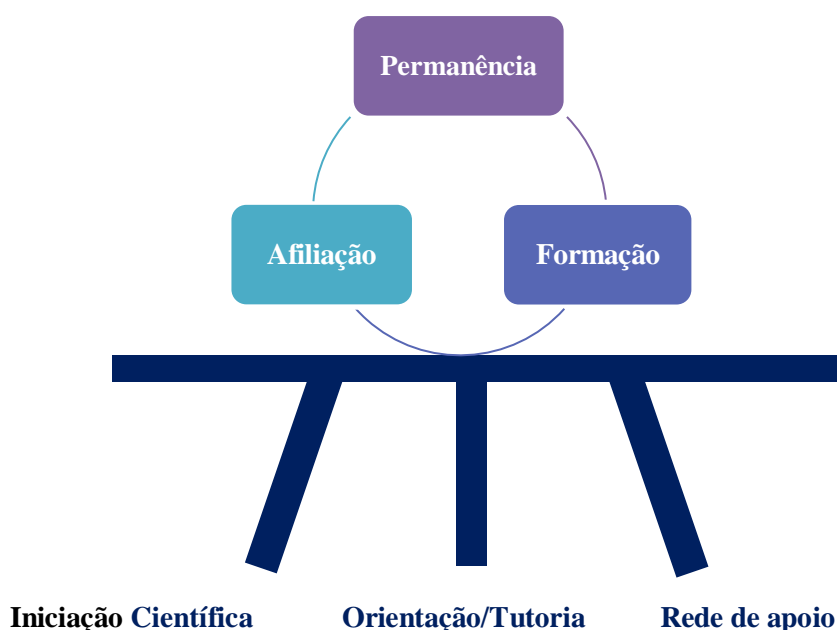 Permanência
Afiliação
Formação
Iniciação Científica
Orientação/Tutoria
Rede de apoio